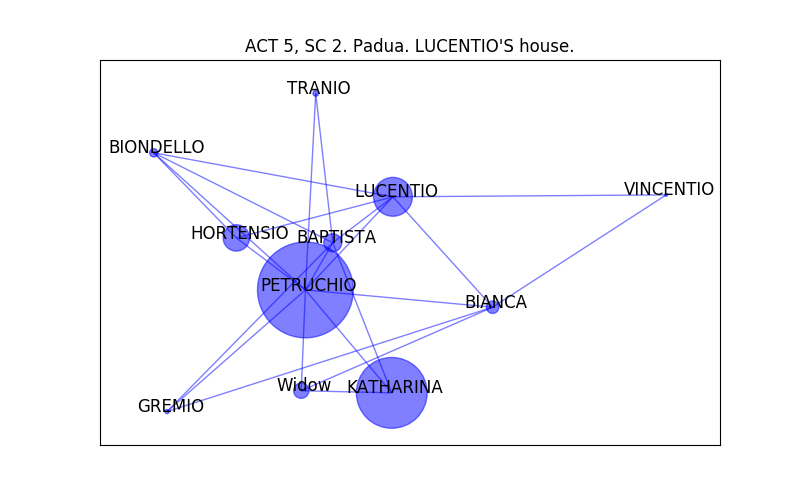 ACT 5, SC 2. Padua. LUCENTIO'S house.
TRANIO
BIONDELLO
LUCENTIO
VINCENTIO
HORTENSIO
BAPTISTA
PETRUCHIO
BIANCA
Widow
KATHARINA
GREMIO